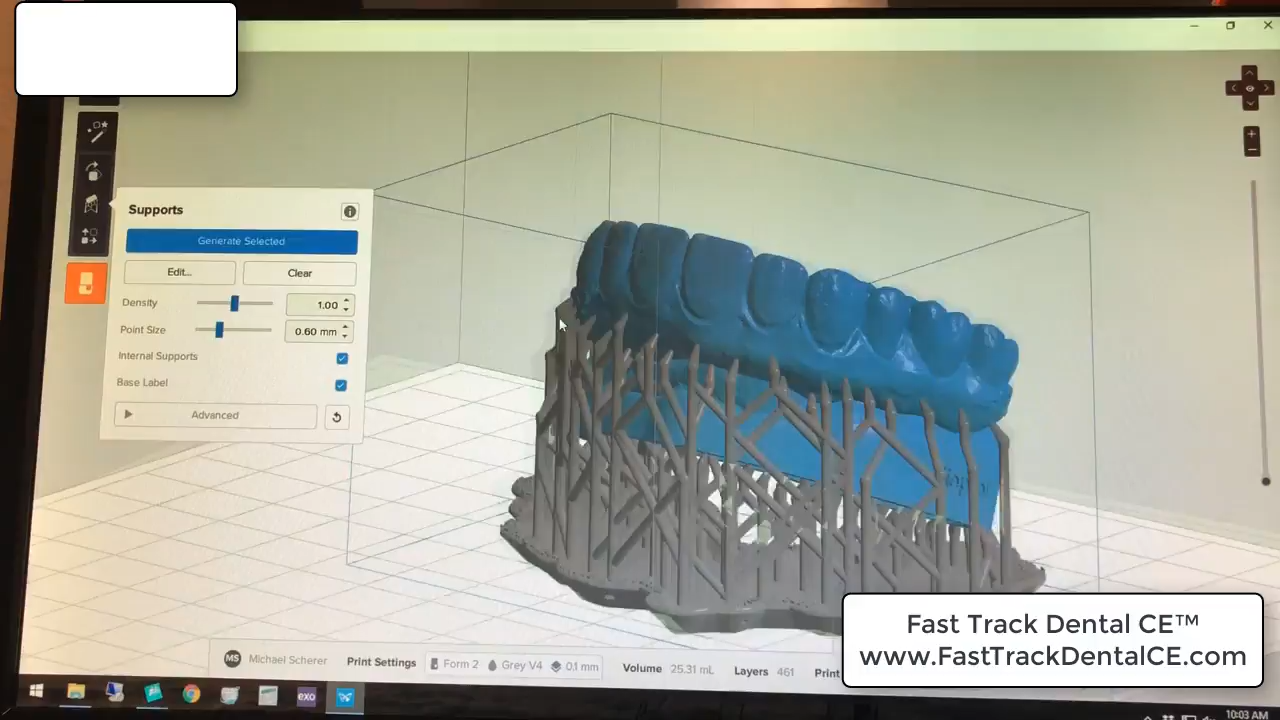 Supports
Generate Selected
Edit...
Clear
Density
1.00
Point Size
0.60 mm
Internal Supports
Base Label
Advanced
MS
Michael Scherer
Print Settings
Form 2
Grey V4
0.1 mm
Volume
25.31 mL
Layers
461
Print
Fast Track Dental CE™
www.FastTrackDentalCE.com
exo
10:03 AM